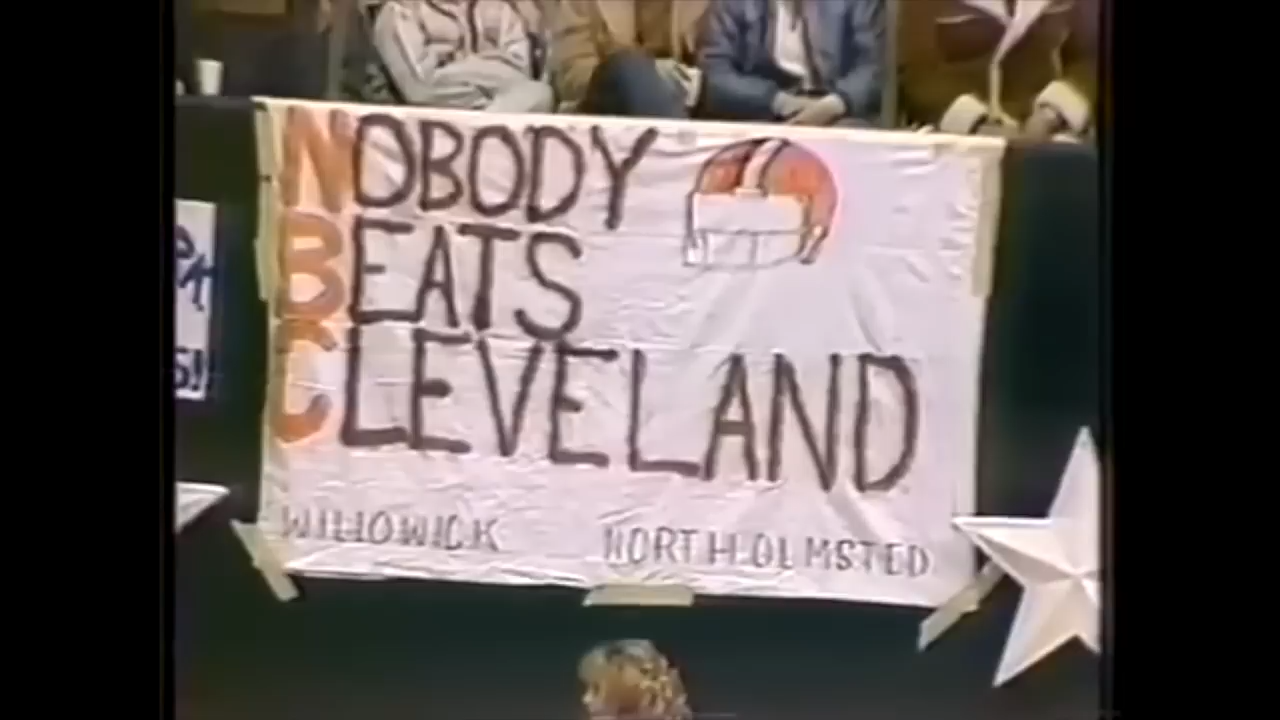 NOBODY
BEATS
CLEVELAND
WILLOWICK NORTH OLMSTED
S!!